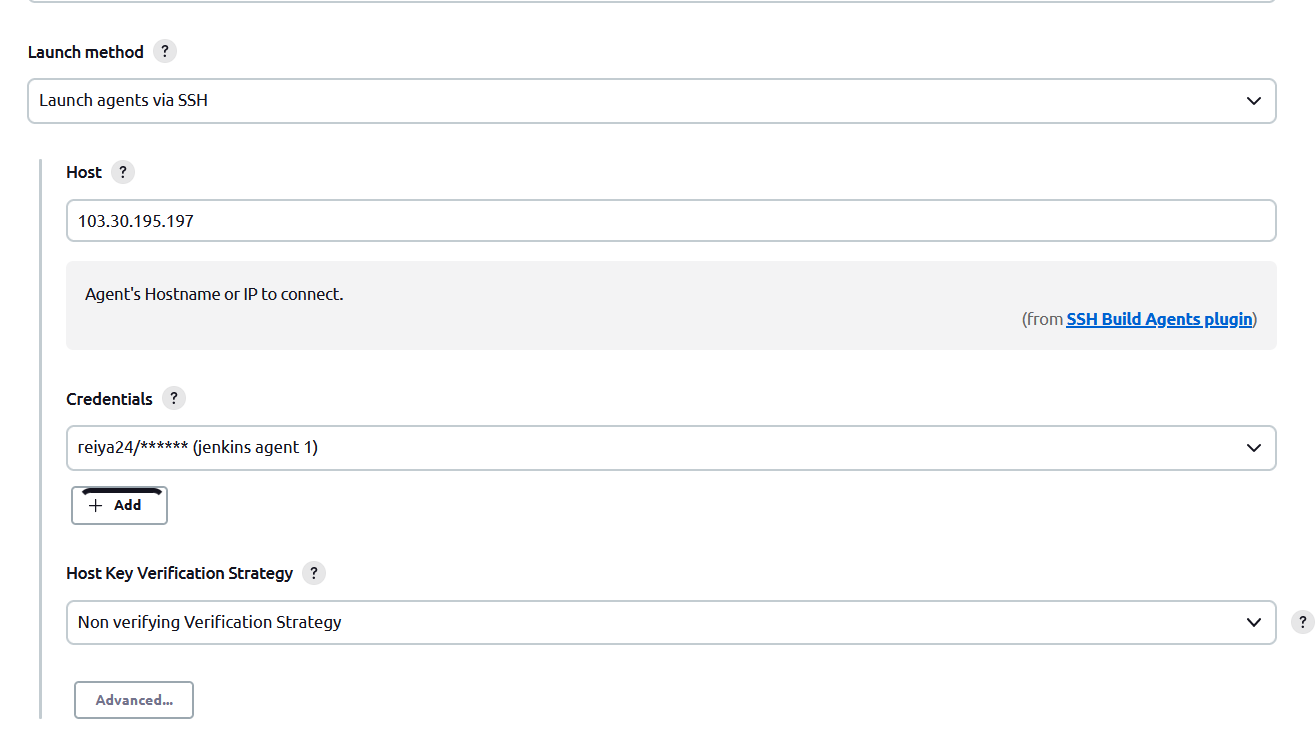 Launch method ?
Launch agents via SSH
Host ?
103.30.195.197
Agent's Hostname or IP to connect.
(from SSH Build Agents plugin)
Credentials ?
reiya24/****** (jenkins agent 1)
+ Add
Host Key Verification Strategy ?
Non verifying Verification Strategy
?
Advanced...